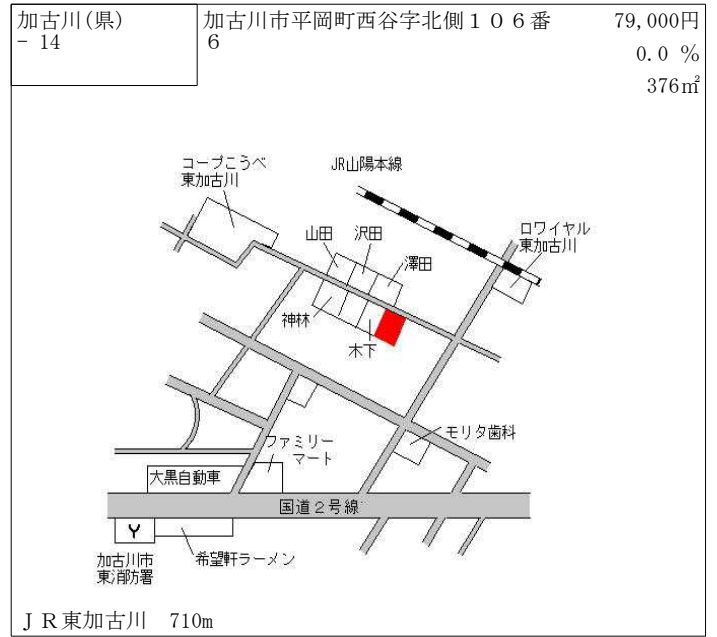 加古川(県)
- 14
加古川市平岡町西谷字北側１０６番
６
79,000円
0.0 %
376㎡
コープこうべ
東加古川
JR山陽本線
ロワイヤル
東加古川
山田
沢田
澤田
神林
木下
モリタ歯科
ファミリー
マート
大黒自動車
国道２号線
Y
加古川市
東消防署
希望軒ラーメン
ＪＲ東加古川 710m